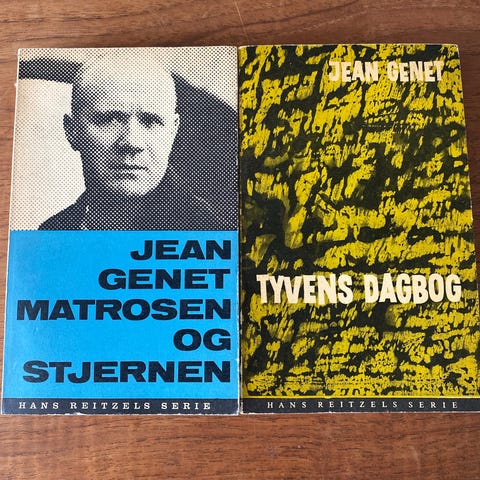 JEAN
GENET
MATROSEN
OG
STJERNEN
HANS REITZELS SERIE
JEAN GENET
TYVENS DAGBOG
HANS REITZELS SERIE